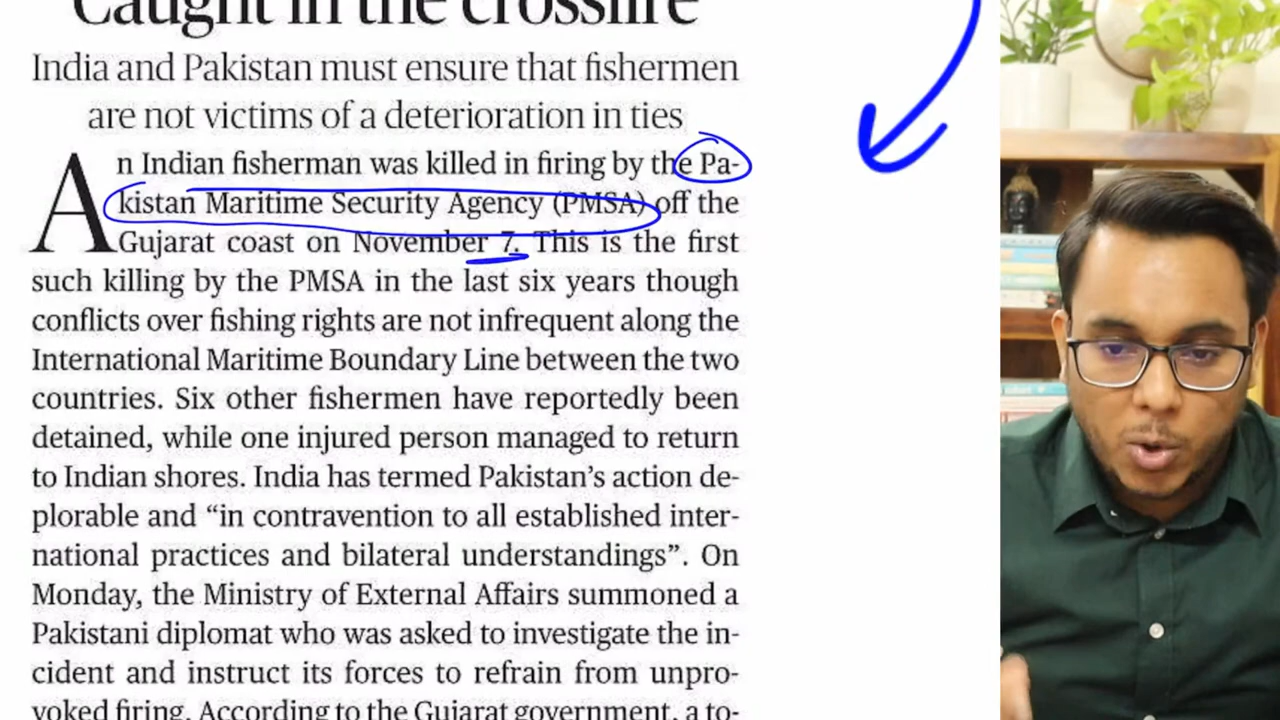 Caught in the crossfire
India and Pakistan must ensure that fishermen
are not victims of a deterioration in ties
An Indian fisherman was killed in firing by the Pa-
kistan Maritime Security Agency (PMSA) off the
Gujarat coast on November 7. This is the first
such killing by the PMSA in the last six years though
conflicts over fishing rights are not infrequent along the
International Maritime Boundary Line between the two
countries. Six other fishermen have reportedly been
detained, while one injured person managed to return
to Indian shores. India has termed Pakistan’s action de-
plorable and “in contravention to all established inter-
national practices and bilateral understandings”. On
Monday, the Ministry of External Affairs summoned a
Pakistani diplomat who was asked to investigate the in-
cident and instruct its forces to refrain from unpro-
voked firing. According to the Gujarat government, a to-